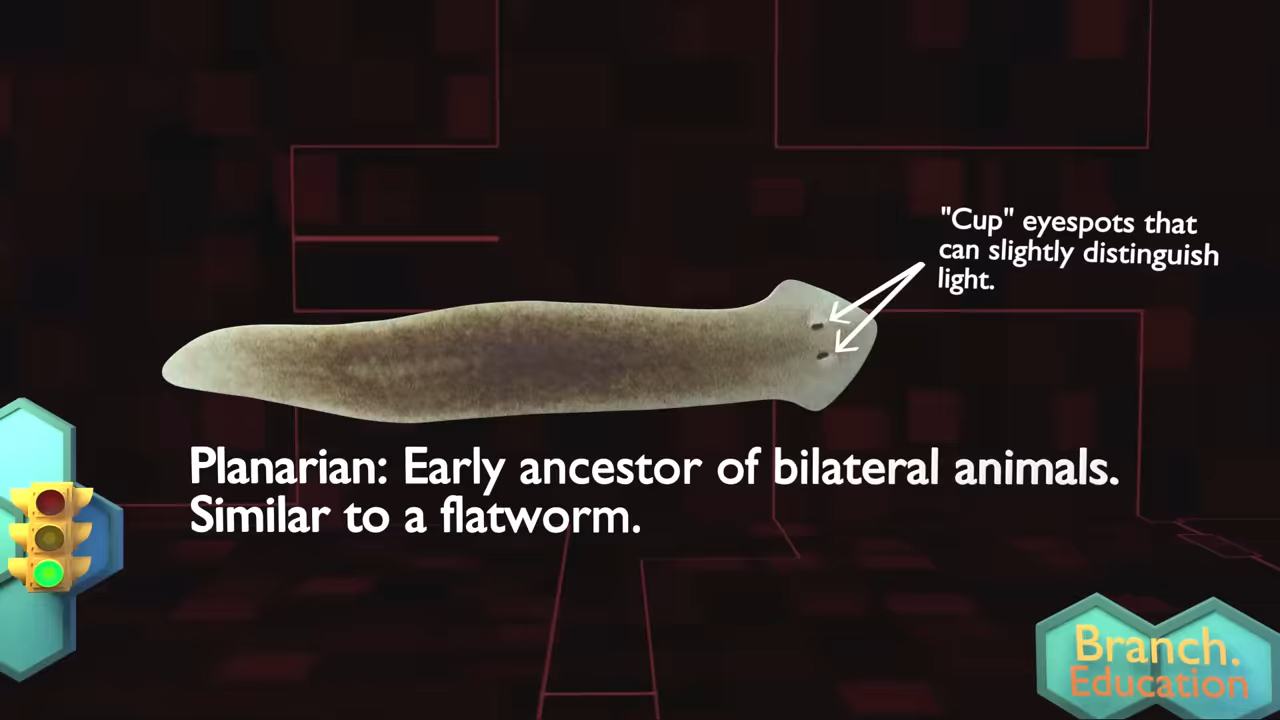 "Cup" eyespots that
can slightly distinguish
light.
Planarian: Early ancestor of bilateral animals.
Similar to a flatworm.
Branch.
Education